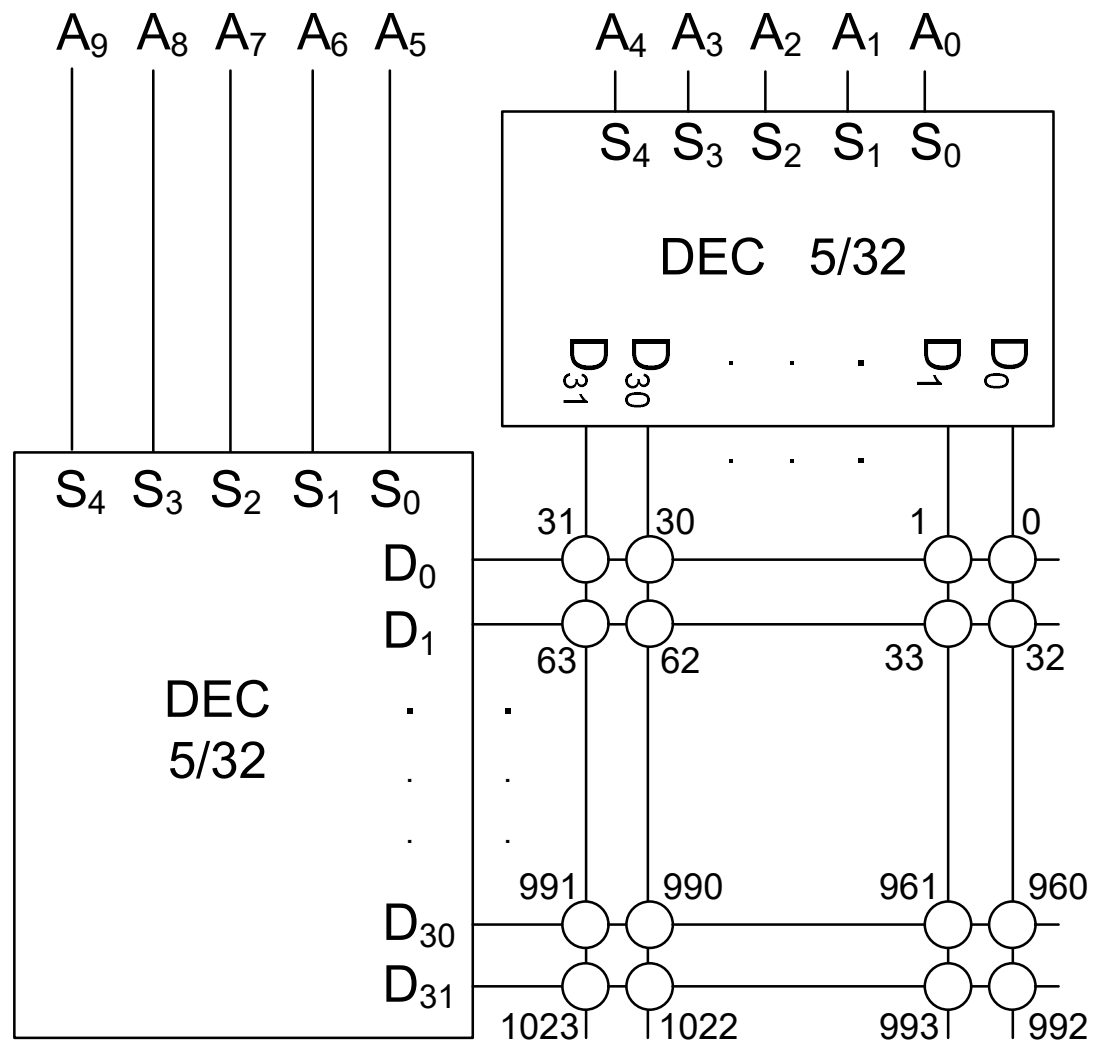 A₉ A₈ A₇ A₆ A₅ A₄ A₃ A₂ A₁ A₀
S₄ S₃ S₂ S₁ S₀
DEC 5/32
D₃₁ D₃₀ . . . D₁ D₀
. . .
S₄ S₃ S₂ S₁ S₀
31 30 1 0
D₀
D₁
63 62 33 32
DEC
5/32
991 990 961 960
D₃₀
D₃₁
1023 1022 993 992